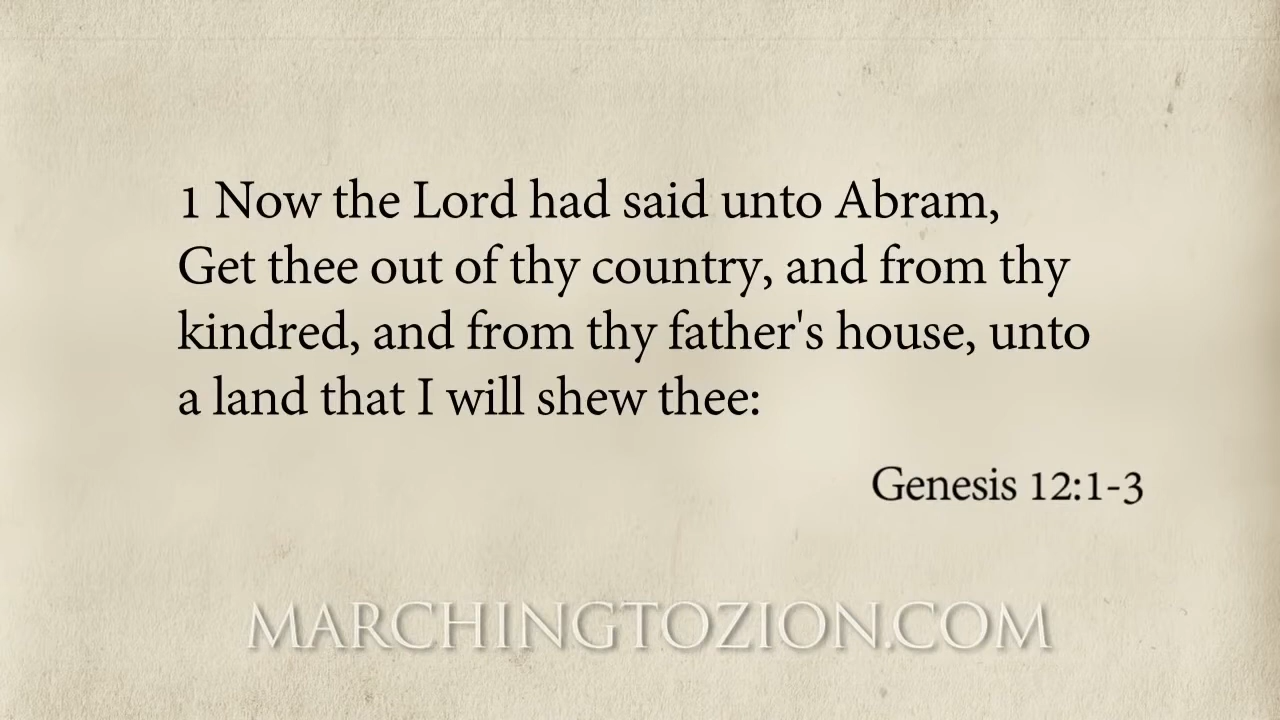 1 Now the Lord had said unto Abram,
Get thee out of thy country, and from thy
kindred, and from thy father's house, unto
a land that I will shew thee:
Genesis 12:1-3
MARCHINGTOZION.COM